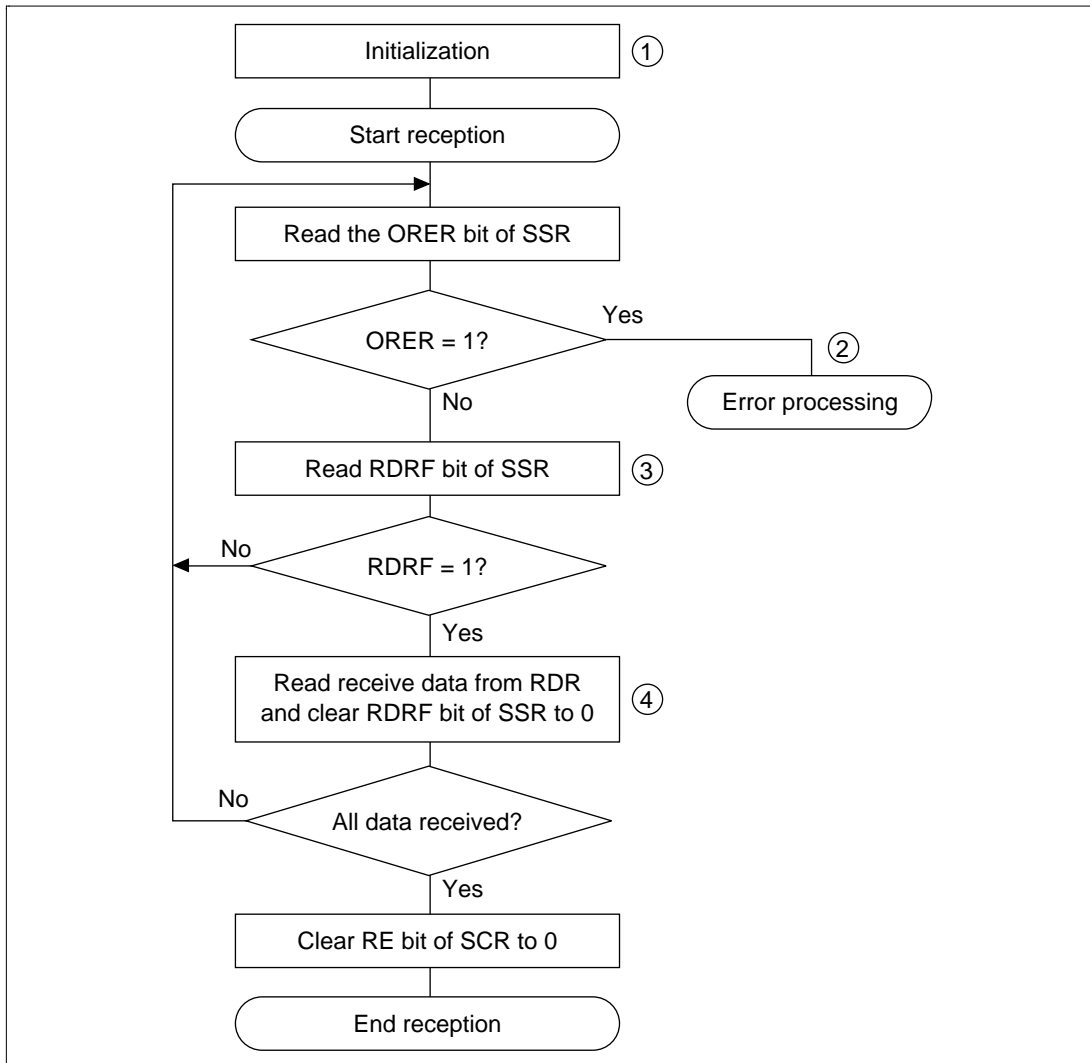 Initialization
①
Start reception
Read the ORER bit of SSR
ORER = 1?
Yes
②
Error processing
No
Read RDRF bit of SSR
③
RDRF = 1?
No
Yes
Read receive data from RDR
and clear RDRF bit of SSR to 0
④
All data received?
No
Yes
Clear RE bit of SCR to 0
End reception